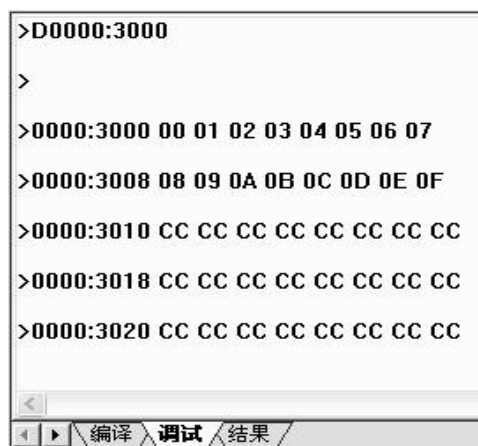 >D0000:3000
>
>0000:3000 00 01 02 03 04 05 06 07
>0000:3008 08 09 0A 0B 0C 0D 0E 0F
>0000:3010 CC CC CC CC CC CC CC CC
>0000:3018 CC CC CC CC CC CC CC CC
>0000:3020 CC CC CC CC CC CC CC CC
编译 调试 结果